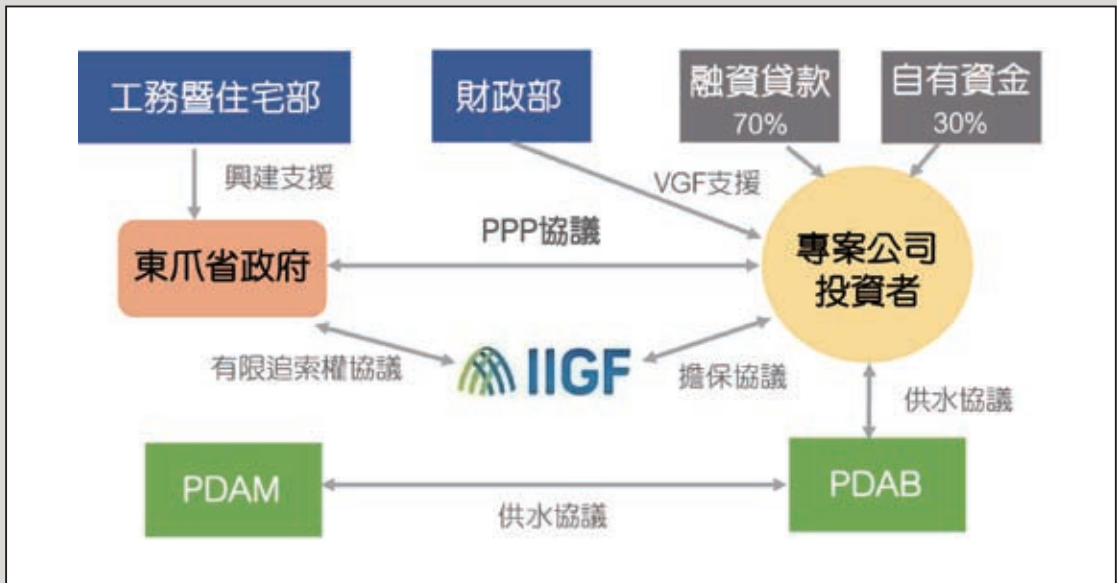 工務暨住宅部
財政部
融資貸款
70%
自有資金
30%
興建支援
VGF支援
東爪省政府
PPP協議
專案公司
投資者
有限追索權協議
IIGF
擔保協議
供水協議
PDAM
供水協議
PDAB